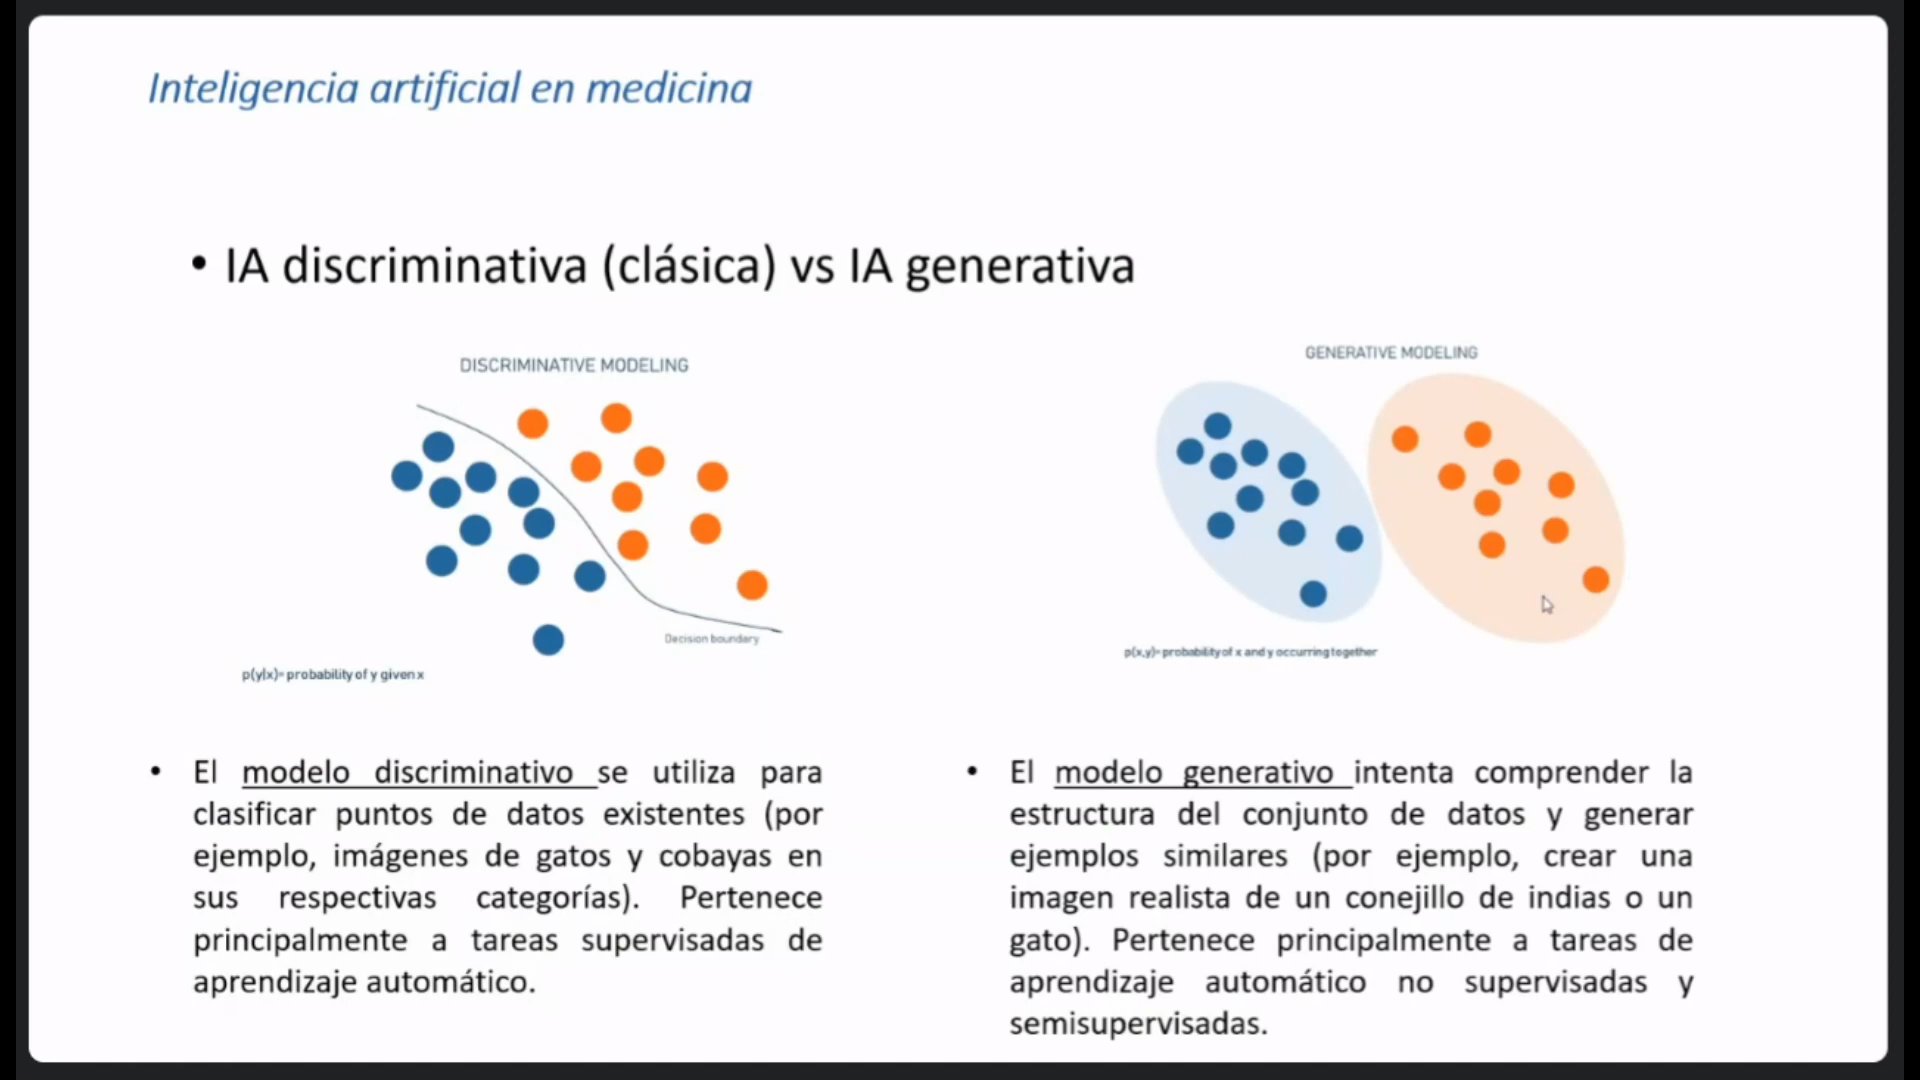 Inteligencia artificial en medicina
• IA discriminativa (clásica) vs IA generativa
DISCRIMINATIVE MODELING
Decision boundary
p(y|x)= probability of y given x
GENERATIVE MODELING
p(x,y)= probability of x and y occurring together
• El modelo discriminativo se utiliza para
clasificar puntos de datos existentes (por
ejemplo, imágenes de gatos y cobayas en
sus respectivas categorías). Pertenece
principalmente a tareas supervisadas de
aprendizaje automático.
• El modelo generativo intenta comprender la
estructura del conjunto de datos y generar
ejemplos similares (por ejemplo, crear una
imagen realista de un conejillo de indias o un
gato). Pertenece principalmente a tareas de
aprendizaje automático no supervisadas y
semisupervisadas.